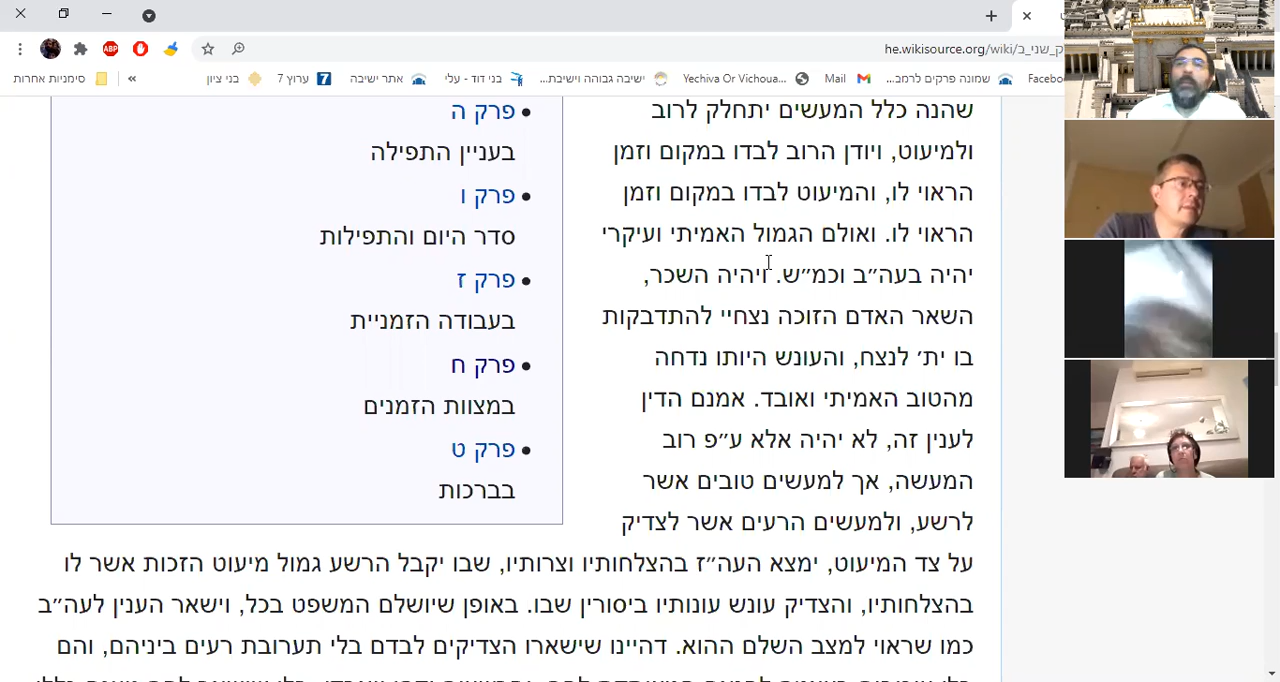 he.wikisource.org/wiki/ק_שני_ב
Facebo
שמונה פרקים לרמב...
Mail
Yechiva Or Vichoua...
ישיבה גבוהה וישיבת...
בני דוד - עלי
אתר ישיבה
ערוץ 7
בני ציון
»
סימניות אחרות
שהנה כלל המעשים יתחלק לרוב
ולמיעוט, ויודן הרוב לבדו במקום וזמן
הראוי לו, והמיעוט לבדו במקום וזמן
הראוי לו. ואולם הגמול האמיתי ועיקרי
יהיה בעה״ב וכמ״ש. ויהיה השכר,
השאר האדם הזוכה נצחיי להתדבקות
בו ית׳ לנצח, והעונש היותו נדחה
מהטוב האמיתי ואובד. אמנם הדין
לענין זה, לא יהיה אלא ע״פ רוב
המעשה, אך למעשים טובים אשר
לרשע, ולמעשים הרעים אשר לצדיק
על צד המיעוט, ימצא העה״ז בהצלחותיו וצרותיו, שבו יקבל הרשע גמול מיעוט הזכות אשר לו
בהצלחותיו, והצדיק עונש עונותיו ביסורין שבו. באופן שיושלם המשפט בכל, וישאר הענין לעה״ב
כמו שראוי למצב השלם ההוא. דהיינו שישארו הצדיקים לבדם בלי תערובת רעים ביניהם, והם
• פרק ה
בעניין התפילה
• פרק ו
סדר היום והתפילות
• פרק ז
בעבודה הזמניית
• פרק ח
במצוות הזמנים
• פרק ט
בברכות